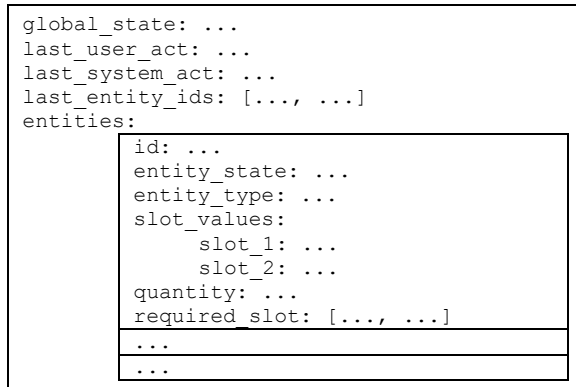 global_state: ...
last_user_act: ...
last_system_act: ...
last_entity_ids: [..., ...]
entities:
id: ...
entity_state: ...
entity_type: ...
slot_values:
slot_1: ...
slot_2: ...
quantity: ...
required_slot: [..., ...]
...
...